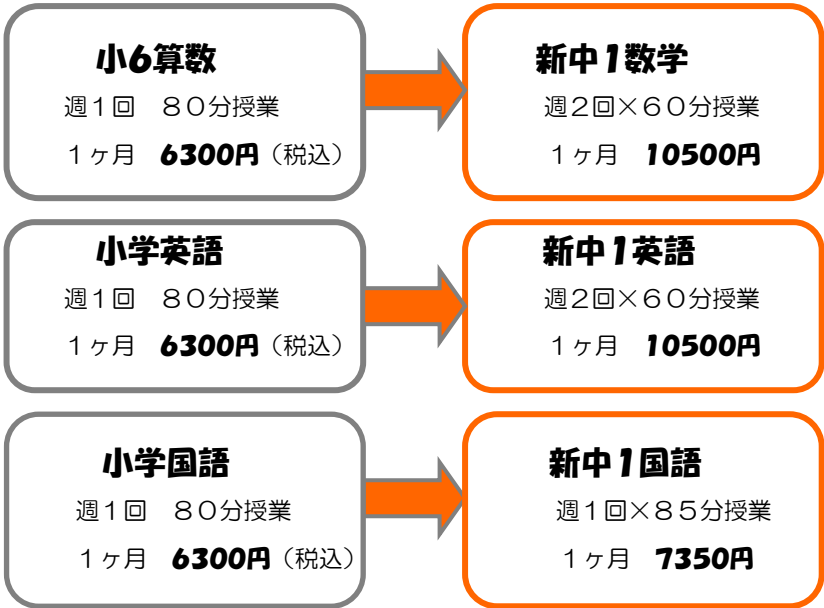 小6算数
週1回　80分授業
1ヶ月　6300円（税込）
新中1数学
週2回×60分授業
1ヶ月　10500円
小学英語
週1回　80分授業
1ヶ月　6300円（税込）
新中1英語
週2回×60分授業
1ヶ月　10500円
小学国語
週1回　80分授業
1ヶ月　6300円（税込）
新中1国語
週1回×85分授業
1ヶ月　7350円